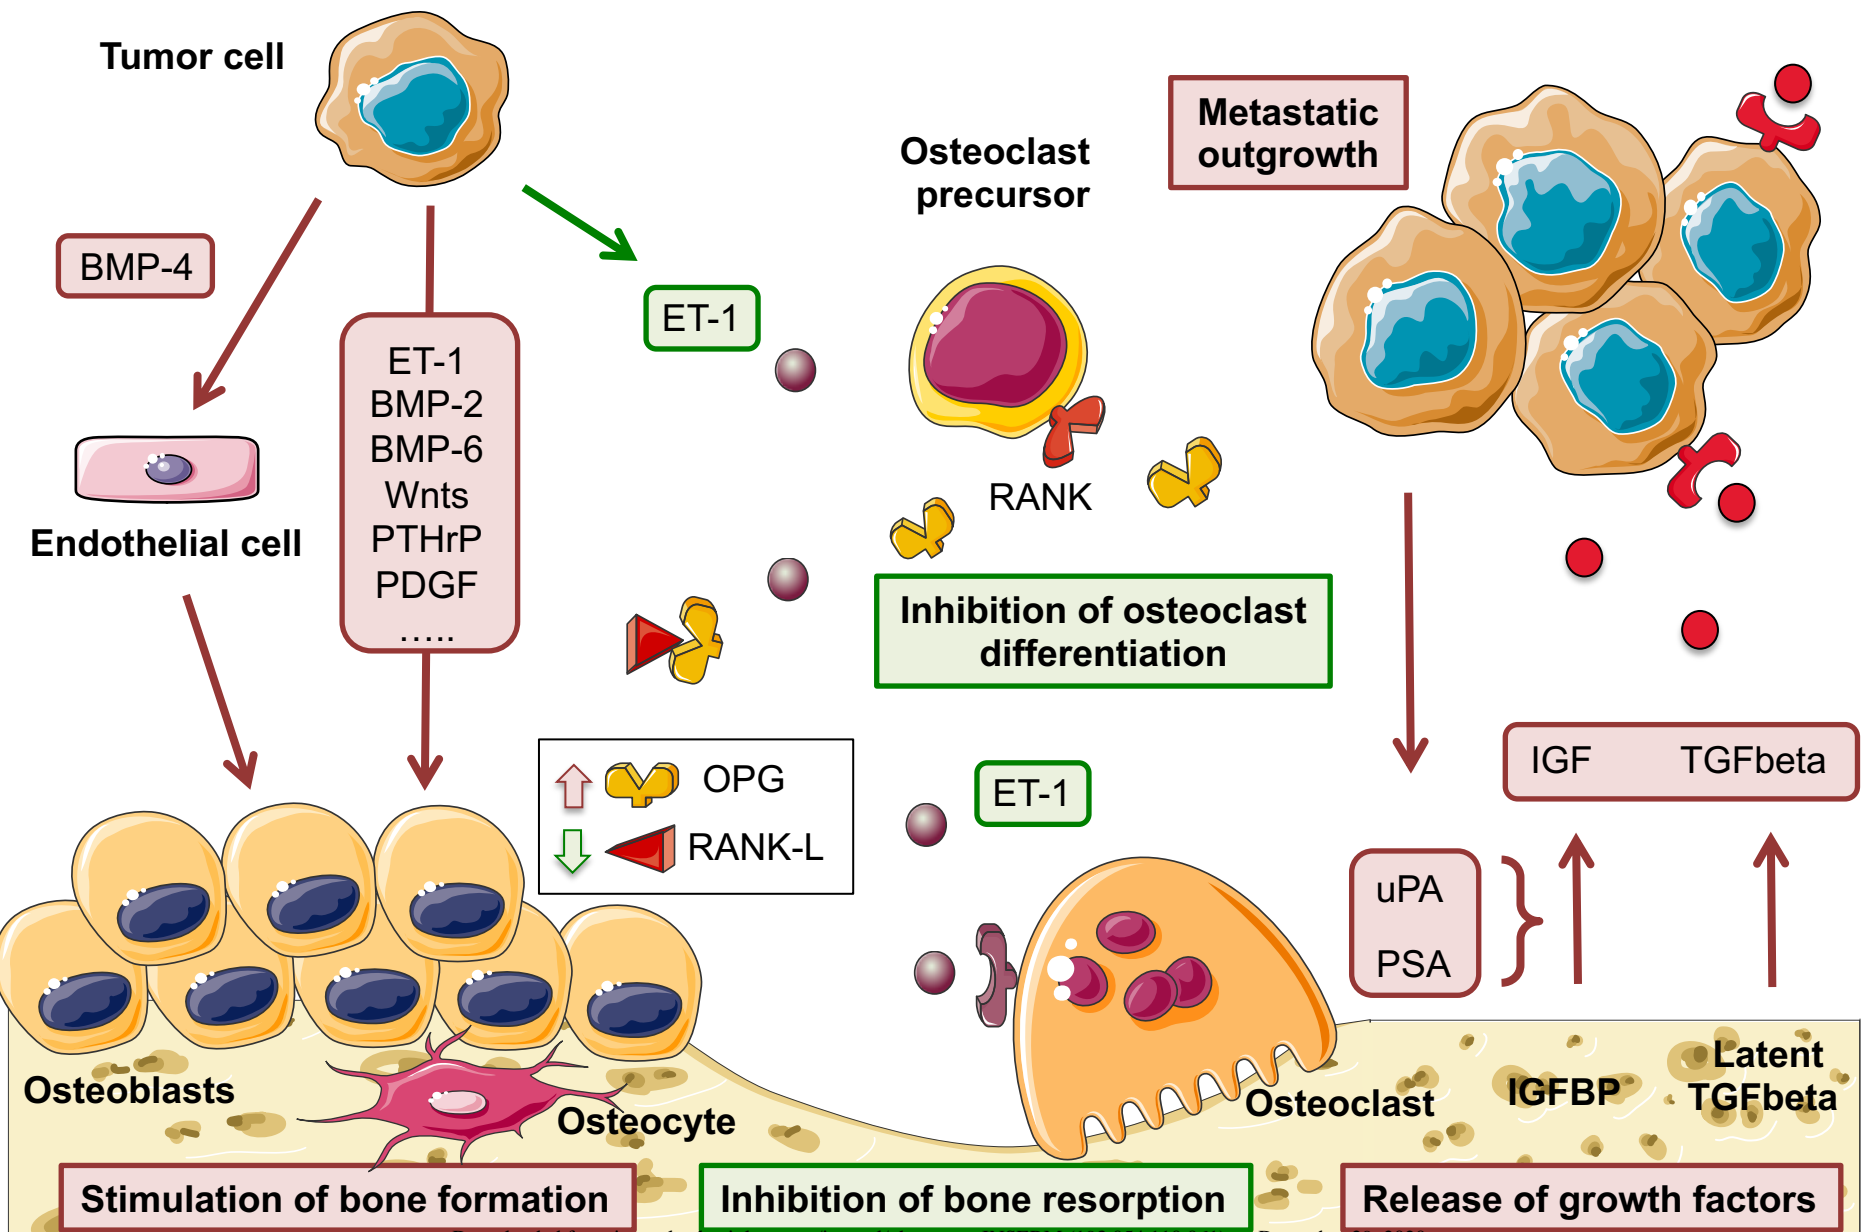 Tumor cell
BMP-4
ET-1
BMP-2
BMP-6
Wnts
PTHrP
PDGF
.....
ET-1
Endothelial cell
Osteoclast
precursor
RANK
Metastatic
outgrowth
Inhibition of osteoclast
differentiation
OPG
RANK-L
ET-1
IGF TGFbeta
uPA
PSA
Osteoblasts
Osteocyte
Osteoclast
IGFBP
Latent
TGFbeta
Stimulation of bone formation
Inhibition of bone resorption
Release of growth factors